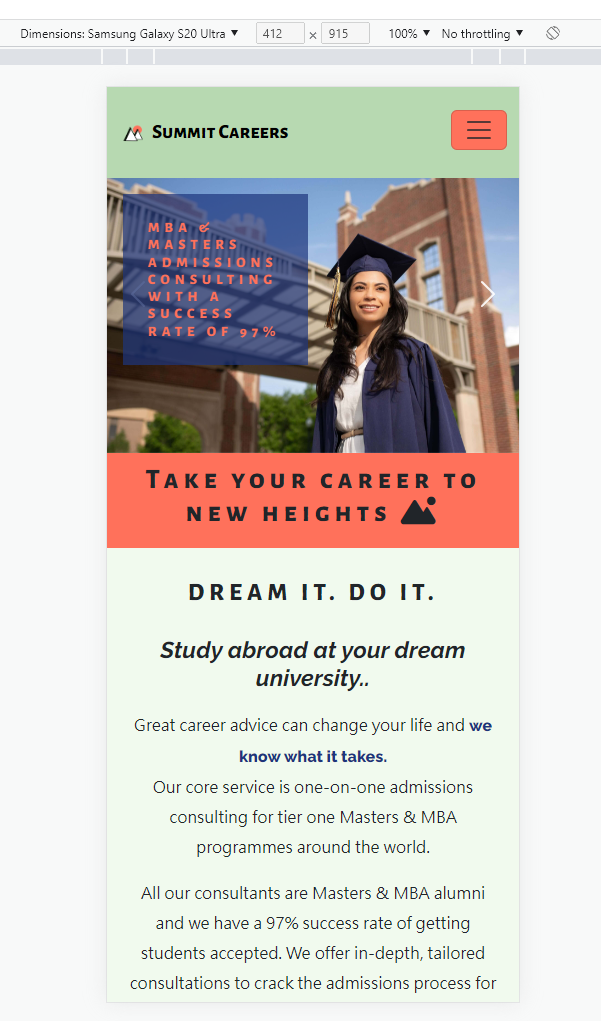 Dimensions: Samsung Galaxy S20 Ultra ▼ 412 × 915 100% ▼ No throttling ▼
Summit Careers
MBA &
MASTERS
ADMISSIONS
CONSULTING
WITH A
SUCCESS
RATE OF 97%
Take your career to
new heights
DREAM IT. DO IT.
Study abroad at your dream
university..
Great career advice can change your life and we
know what it takes.
Our core service is one-on-one admissions
consulting for tier one Masters & MBA
programmes around the world.
All our consultants are Masters & MBA alumni
and we have a 97% success rate of getting
students accepted. We offer in-depth, tailored
consultations to crack the admissions process for